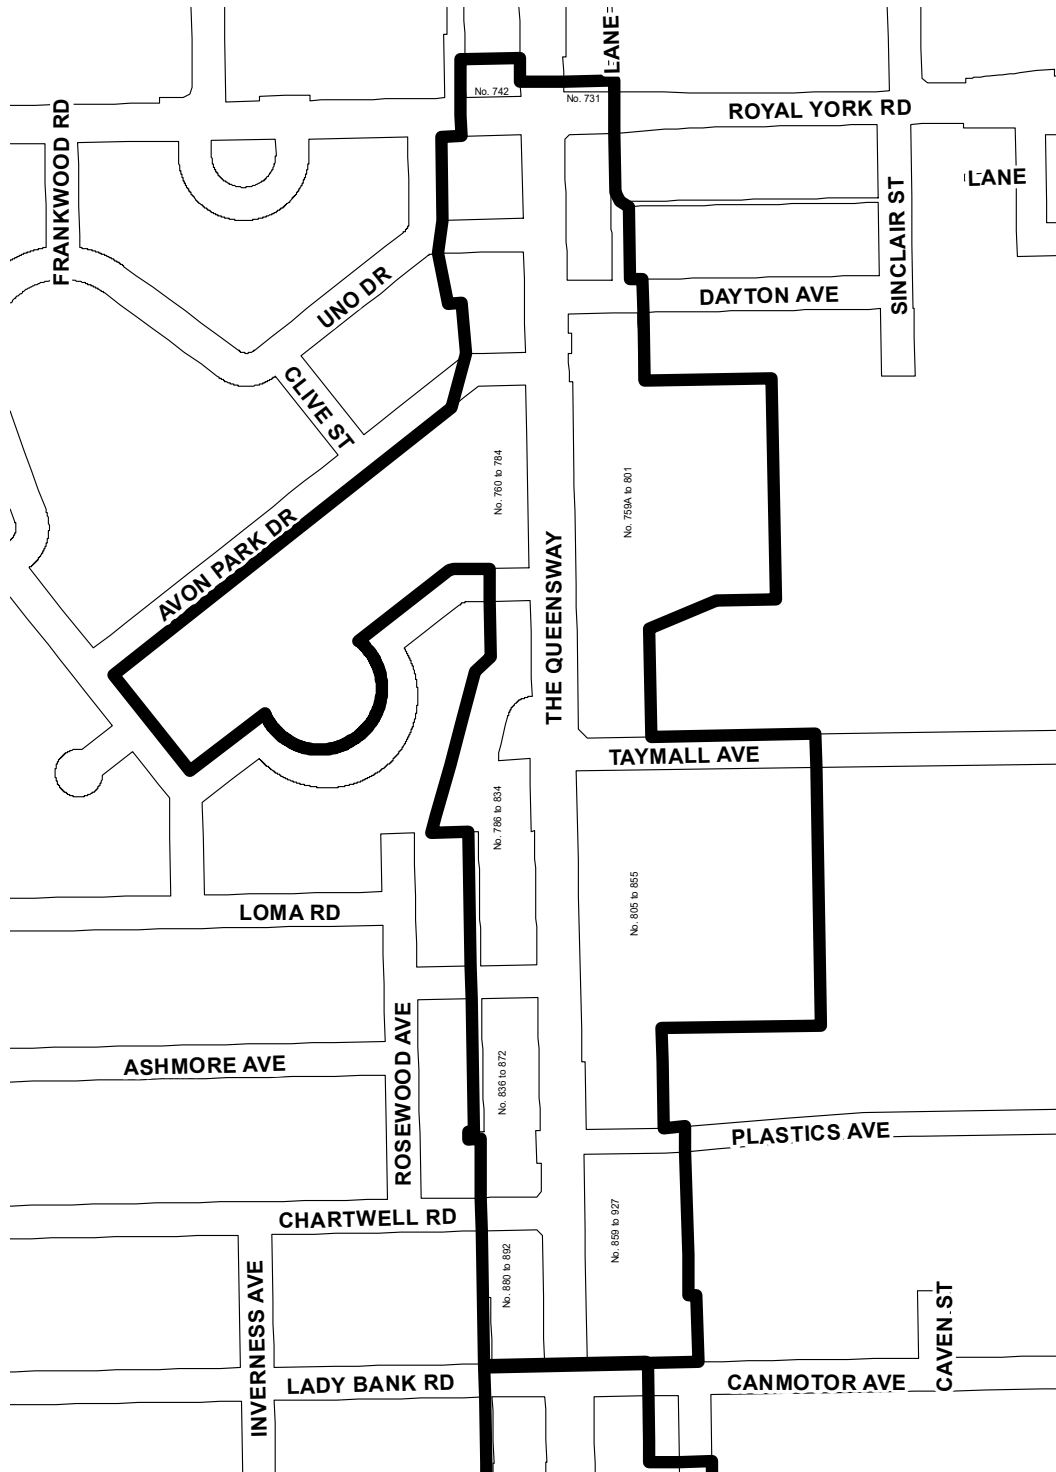 LANE
No. 742
No. 731
ROYAL YORK RD
FRANKWOOD RD
LANE
SINCLAIR ST
UNO DR
DAYTON AVE
CLIVE ST
No. 760 to 784
No. 759A to 801
AVON PARK DR
THE QUEENSWAY
TAYMALL AVE
No. 786 to 834
No. 805 to 855
LOMA RD
ROSEWOOD AVE
ASHMORE AVE
No. 836 to 872
PLASTICS AVE
CHARTWELL RD
No. 859 to 927
No. 880 to 892
INVERNESS AVE
CAVEN ST
LADY BANK RD
CANMOTOR AVE